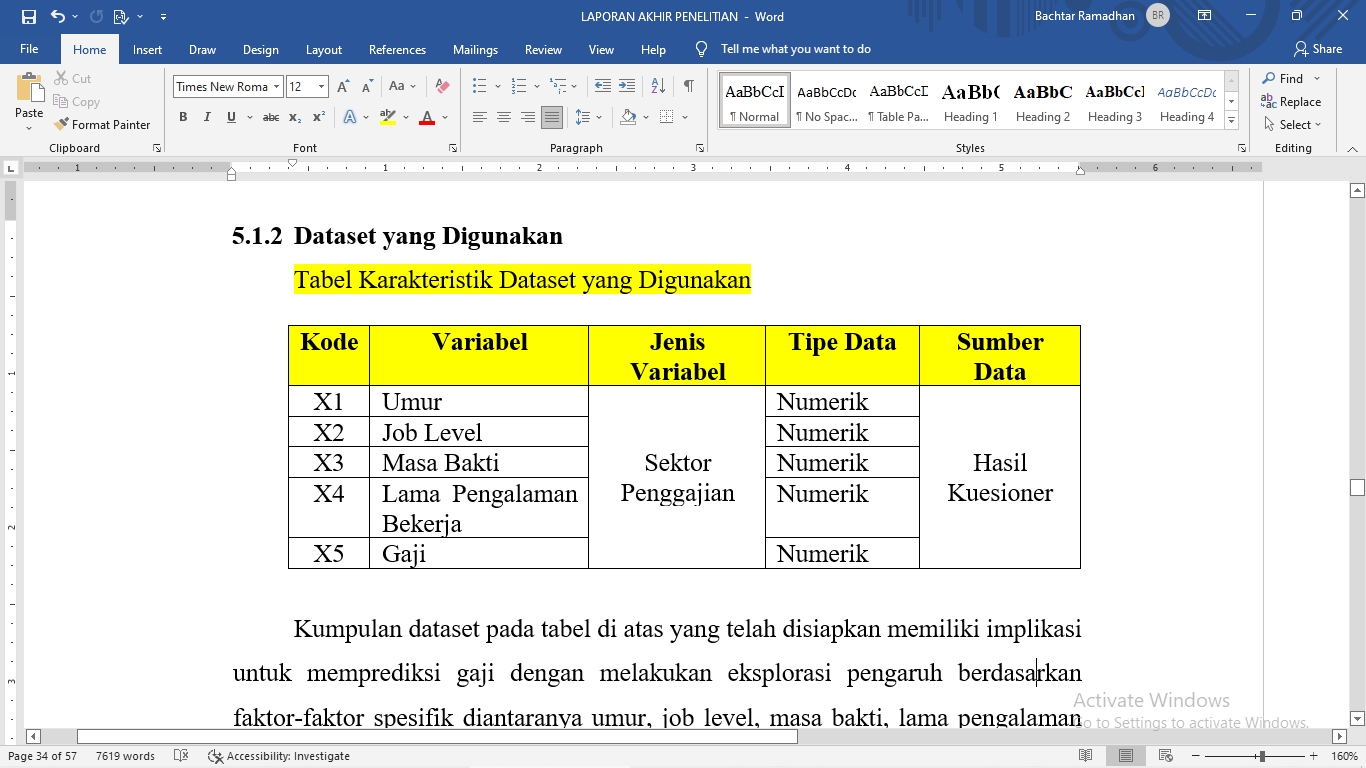 LAPORAN AKHIR PENELITIAN - Word
Bachtar Ramadhan BR
File Home Insert Draw Design Layout References Mailings Review View Help Tell me what you want to do Share
Paste
Cut
Copy
Format Painter
Clipboard
Times New Roma 12
Font
Paragraph
AaBbCcI AaBbCcDc AaBbCcE AaBb( AaBbC AaBbCcI AaBbCcDc
¶ Normal ¶ No Spac... ¶ Table Pa... Heading 1 Heading 2 Heading 3 Heading 4
Styles
Find
Replace
Select
Editing
5.1.2 Dataset yang Digunakan
Tabel Karakteristik Dataset yang Digunakan
Kode Variabel Jenis Variabel Tipe Data Sumber Data
X1 Umur Numerik
X2 Job Level Numerik
X3 Masa Bakti Sektor Penggajian Numerik Hasil Kuesioner
X4 Lama Pengalaman Bekerja Numerik
X5 Gaji Numerik
Kumpulan dataset pada tabel di atas yang telah disiapkan memiliki implikasi
untuk memprediksi gaji dengan melakukan eksplorasi pengaruh berdasarkan
faktor-faktor spesifik diantaranya umur, job level, masa bakti, lama pengalaman
Activate Windows
Go to Settings to activate Windows.
Page 34 of 57 7619 words Accessibility: Investigate 160%